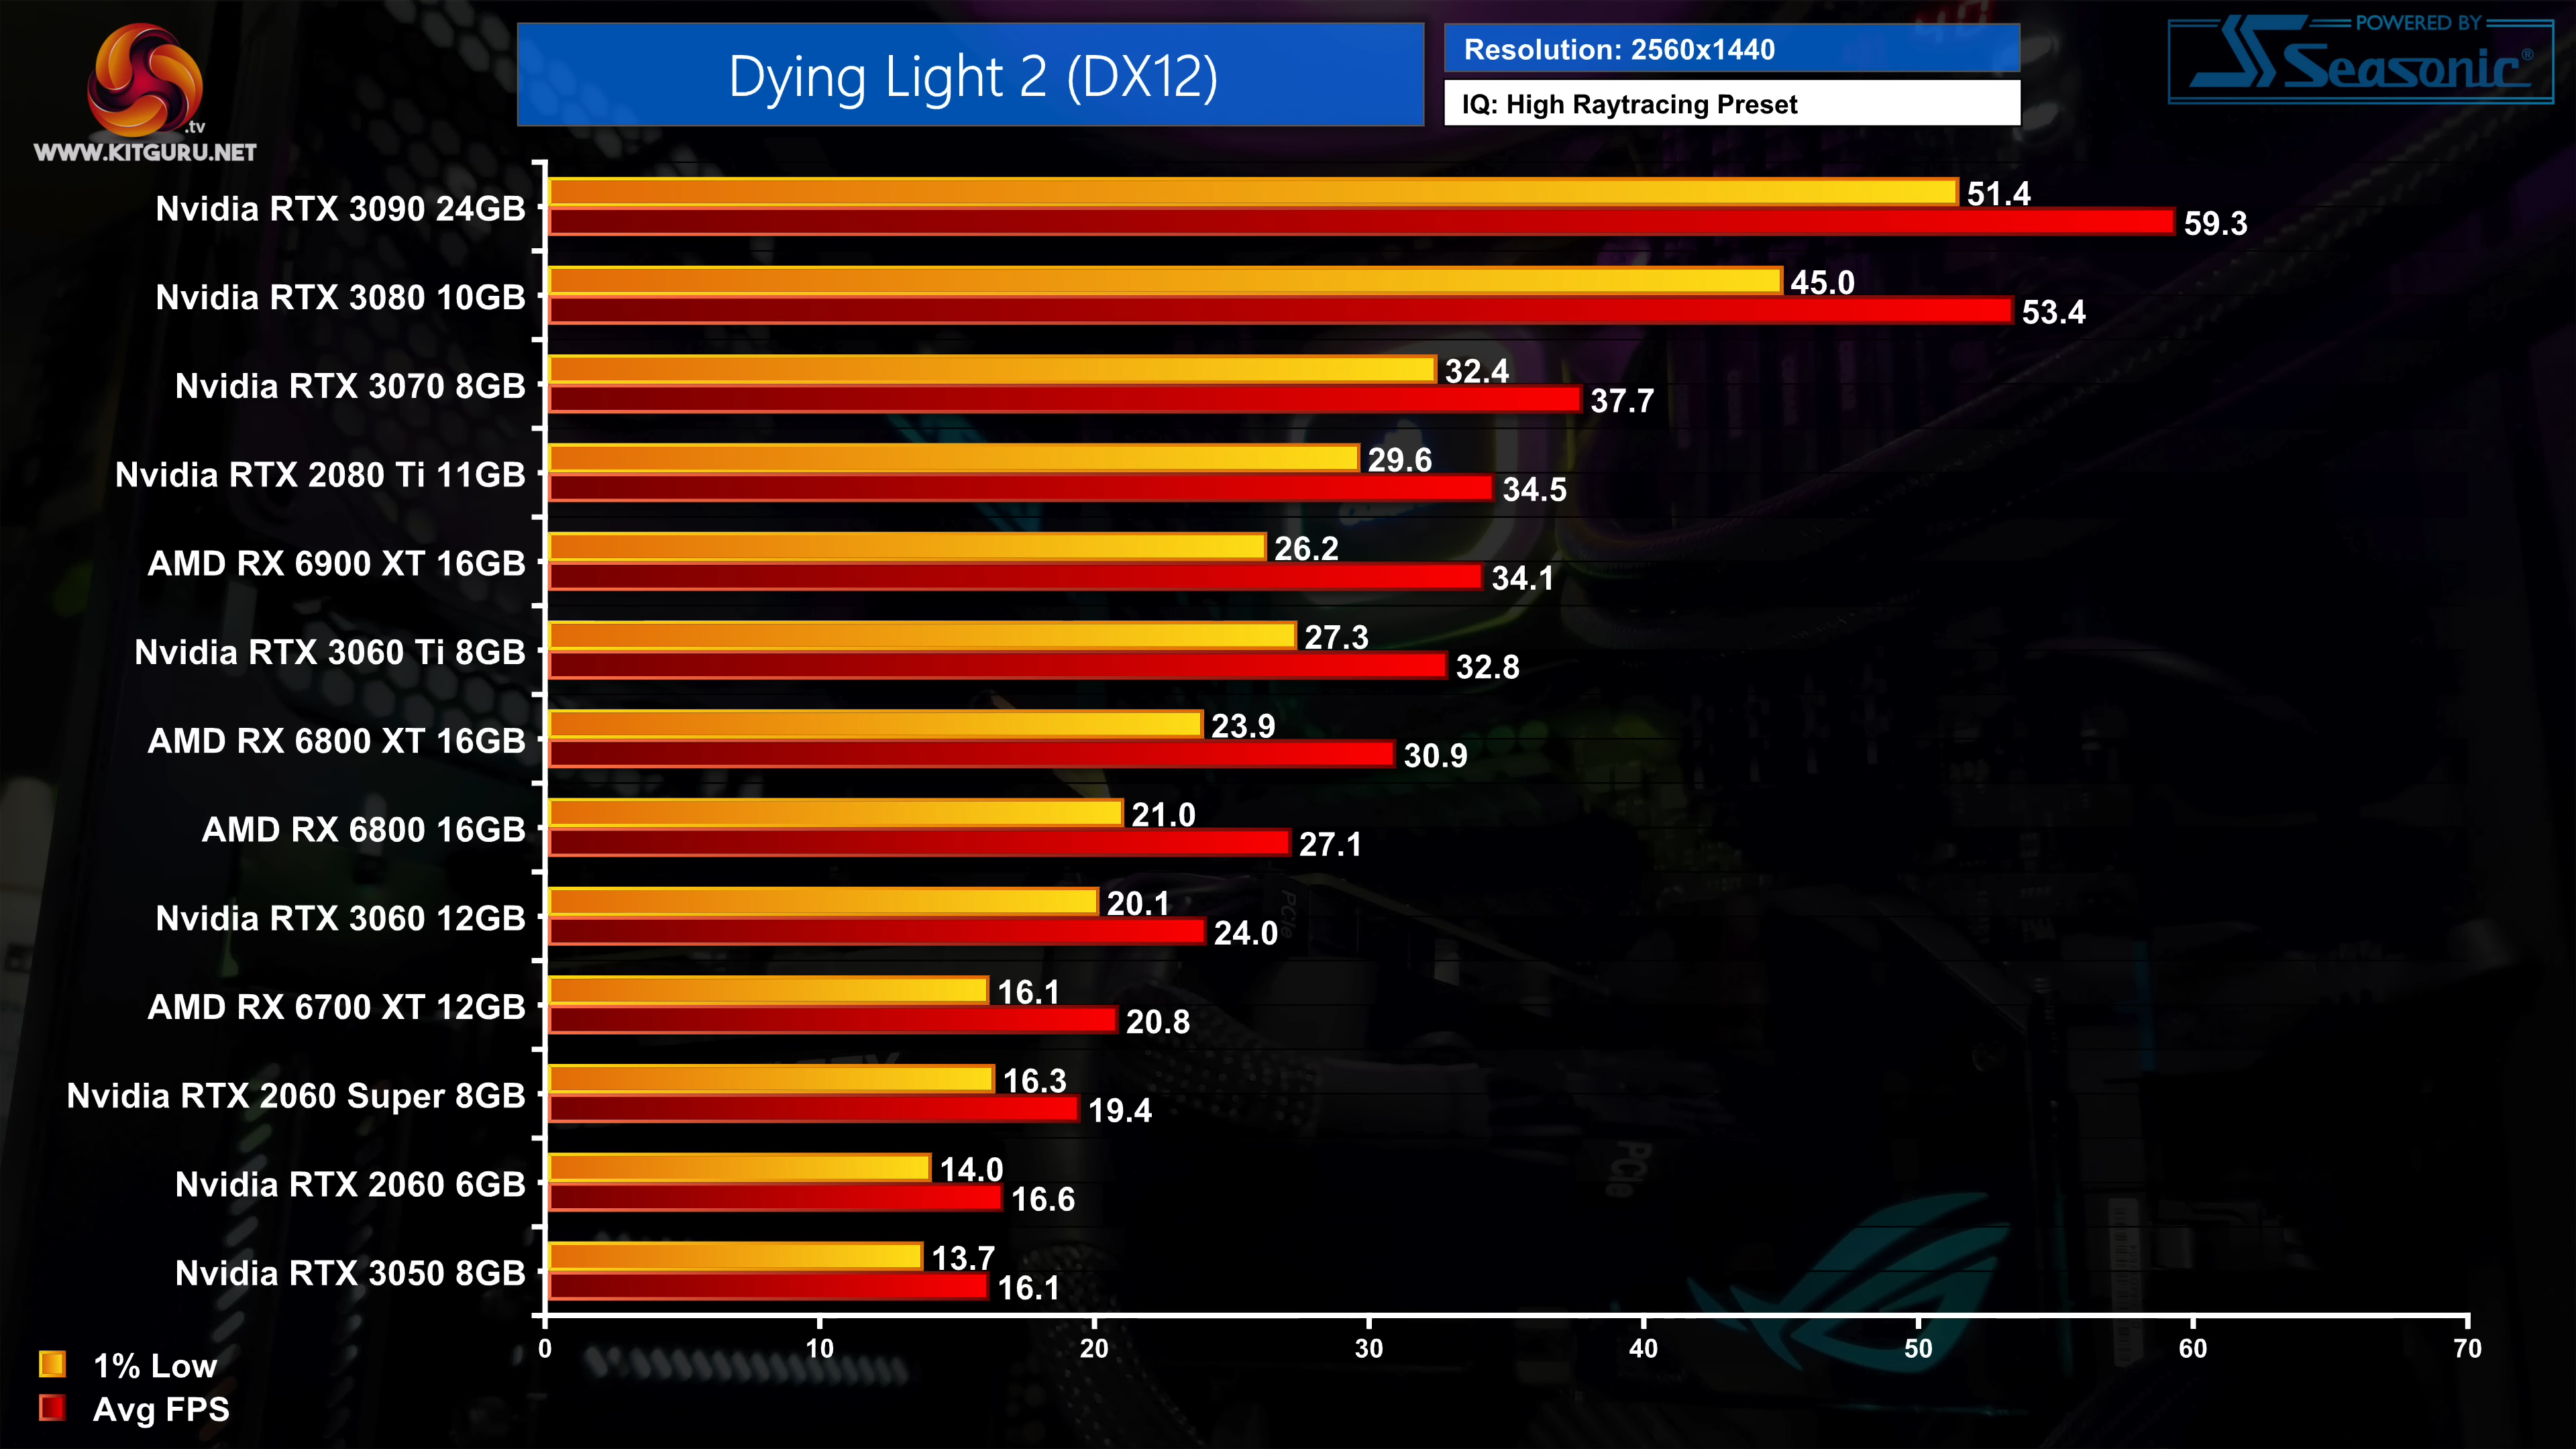 .tv
WWW.KITGURU.NET
Dying Light 2 (DX12)
Resolution: 2560x1440
IQ: High Raytracing Preset
POWERED BY
Seasonic®
Nvidia RTX 3090 24GB
51.4
59.3
Nvidia RTX 3080 10GB
45.0
53.4
Nvidia RTX 3070 8GB
32.4
37.7
Nvidia RTX 2080 Ti 11GB
29.6
34.5
AMD RX 6900 XT 16GB
26.2
34.1
Nvidia RTX 3060 Ti 8GB
27.3
32.8
AMD RX 6800 XT 16GB
23.9
30.9
AMD RX 6800 16GB
21.0
27.1
Nvidia RTX 3060 12GB
20.1
24.0
AMD RX 6700 XT 12GB
16.1
20.8
Nvidia RTX 2060 Super 8GB
16.3
19.4
Nvidia RTX 2060 6GB
14.0
16.6
Nvidia RTX 3050 8GB
13.7
16.1
0 10 20 30 40 50 60 70
1% Low
Avg FPS
PCIe
PCIe